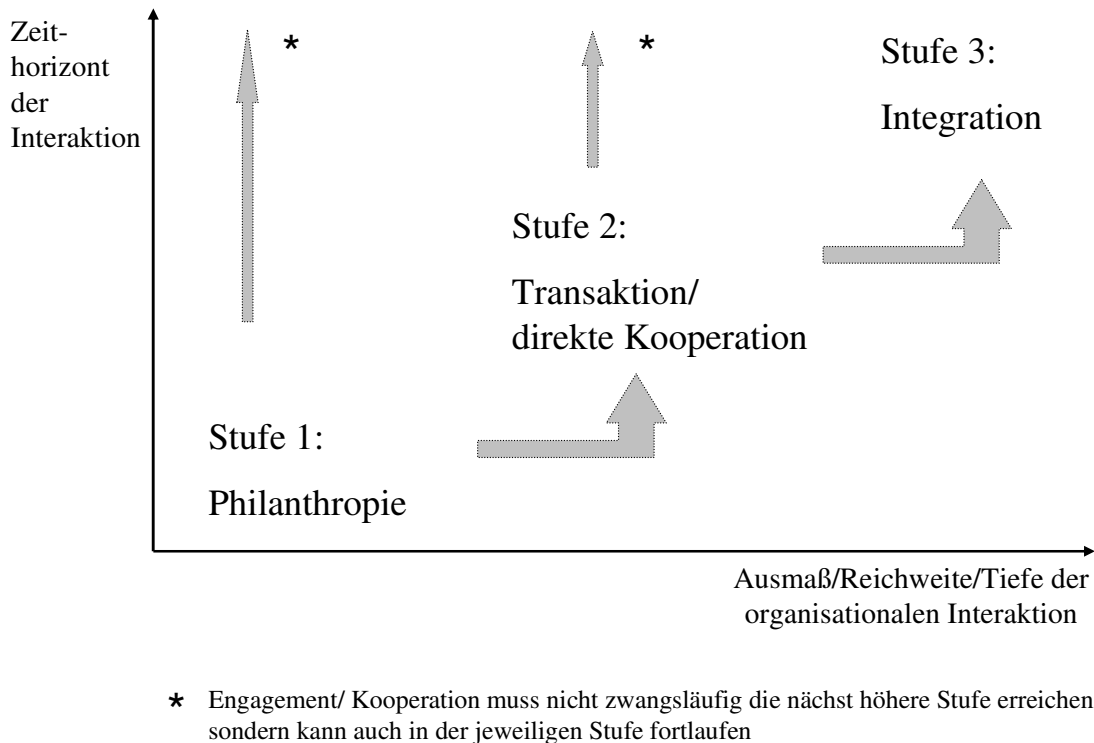 Zeit-
horizont
der
Interaktion
*
*
Stufe 3:
Integration
Stufe 2:
Transaktion/
direkte Kooperation
Stufe 1:
Philanthropie
Ausmaß/Reichweite/Tiefe der
organisationalen Interaktion
* Engagement/ Kooperation muss nicht zwangsläufig die nächst höhere Stufe erreichen
sondern kann auch in der jeweiligen Stufe fortlaufen